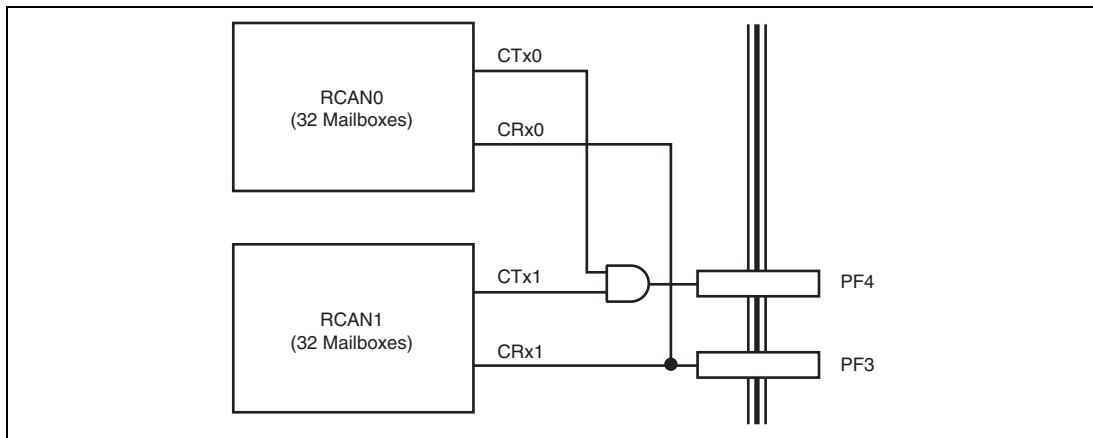 CTx0
RCAN0
(32 Mailboxes)
CRx0
CTx1
PF4
RCAN1
(32 Mailboxes)
CRx1
PF3